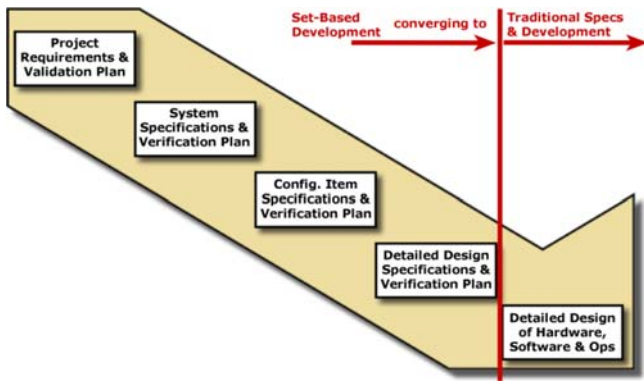 Set-Based
Development
converging to
Traditional Specs
& Development
Project
Requirements &
Validation Plan
System
Specifications &
Verification Plan
Config. Item
Specifications &
Verification Plan
Detailed Design
Specifications &
Verification Plan
Detailed Design
of Hardware,
Software & Ops